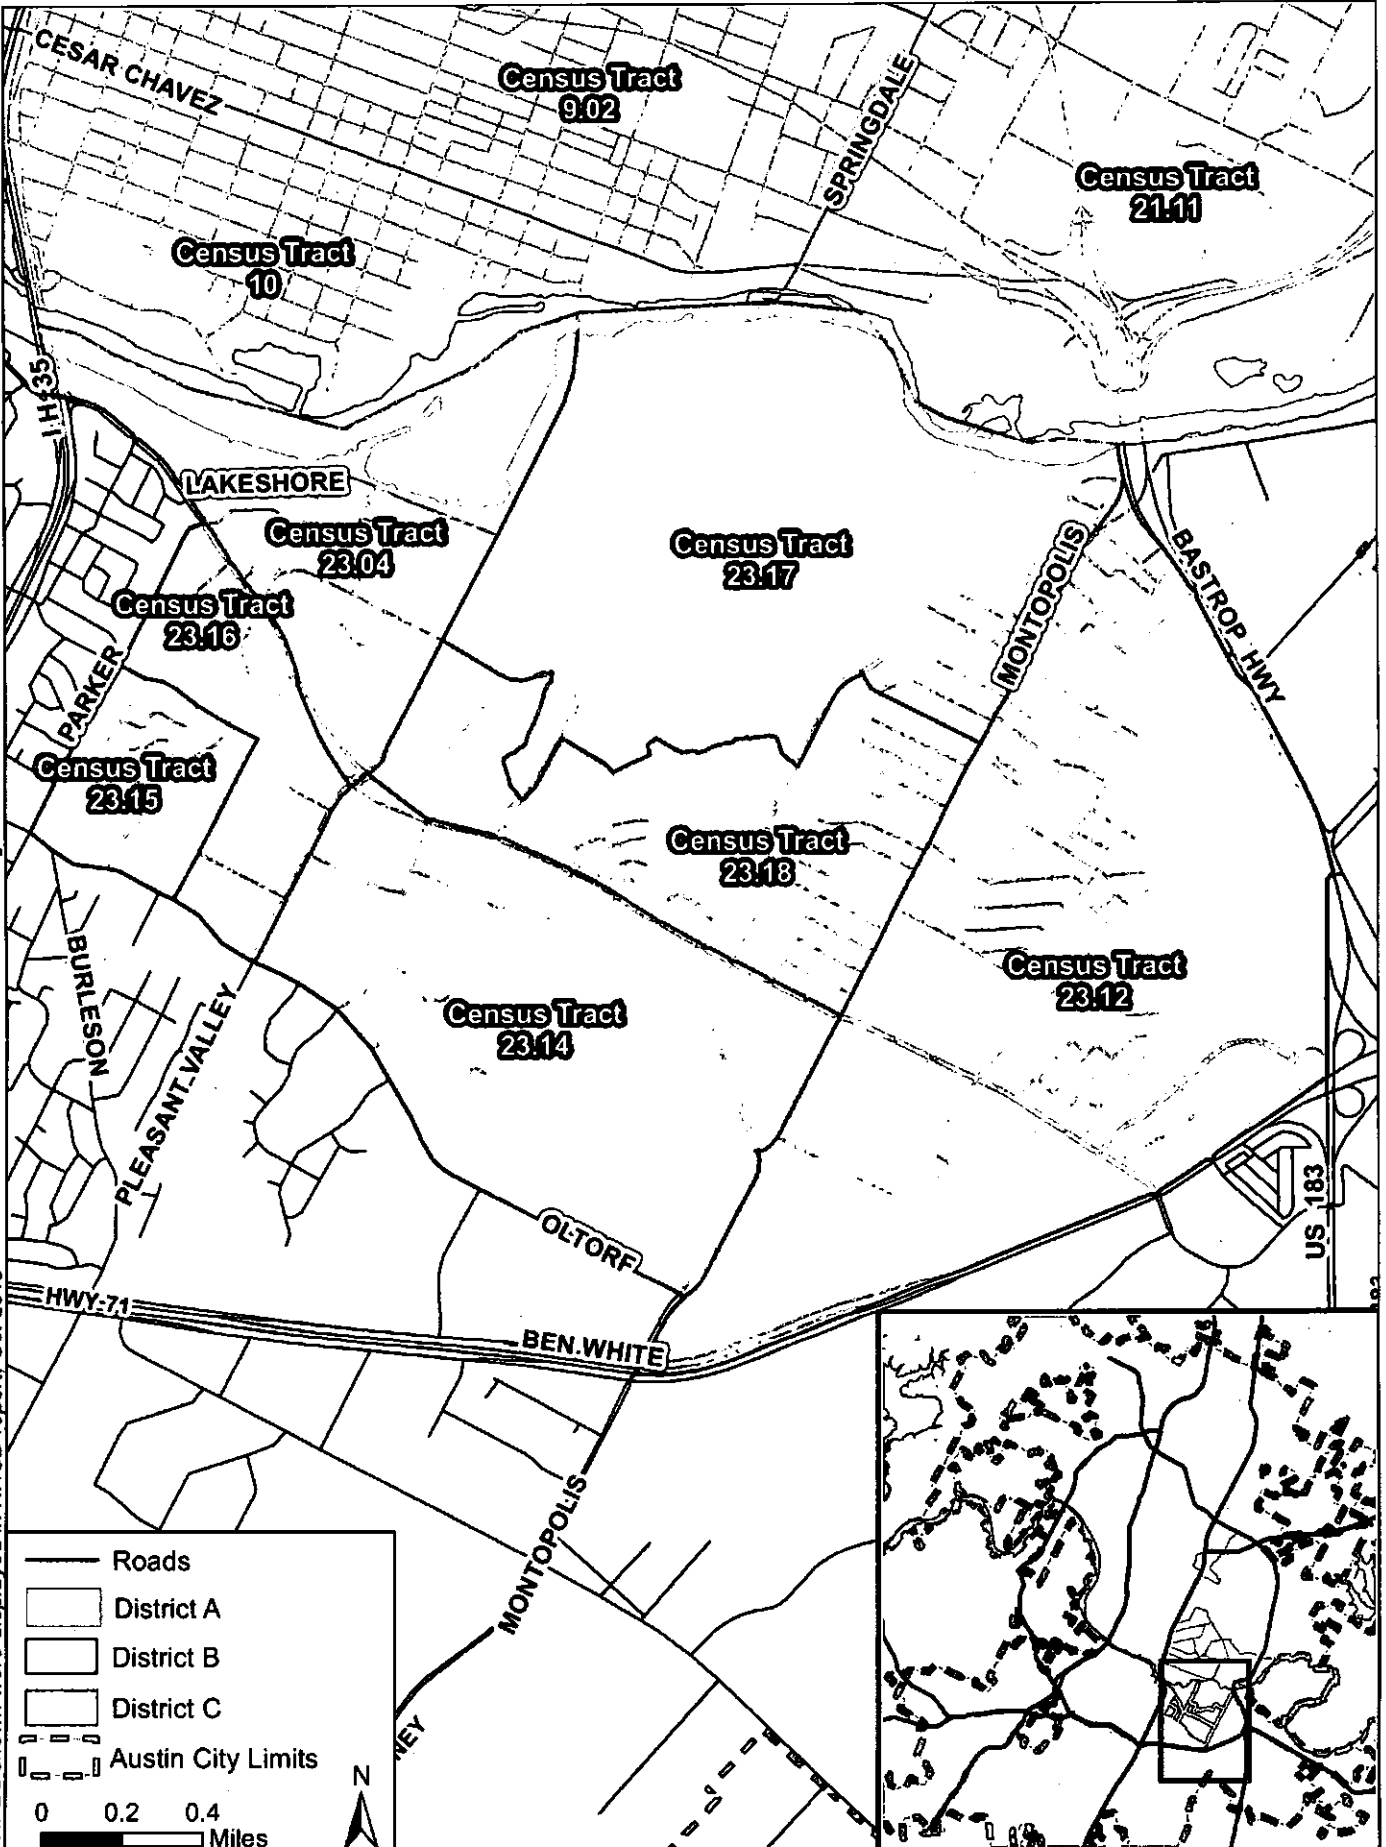 CESAR CHAVEZ
Census Tract
9.02
SPRINGDALE
Census Tract
21.11
Census Tract
10
I H 35
LAKESHORE
Census Tract
23.04
Census Tract
23.17
MONTOPOLIS
BASTROP HWY
Census Tract
23.16
PARKER
Census Tract
23.15
Census Tract
23.18
BURLESON
PLEASANT VALLEY
Census Tract
23.14
Census Tract
23.12
US 183
OLTORF
HWY 71
BEN WHITE
MONTOPOLIS
Roads
District A
District B
District C
Austin City Limits
N
0 0.2 0.4
Miles